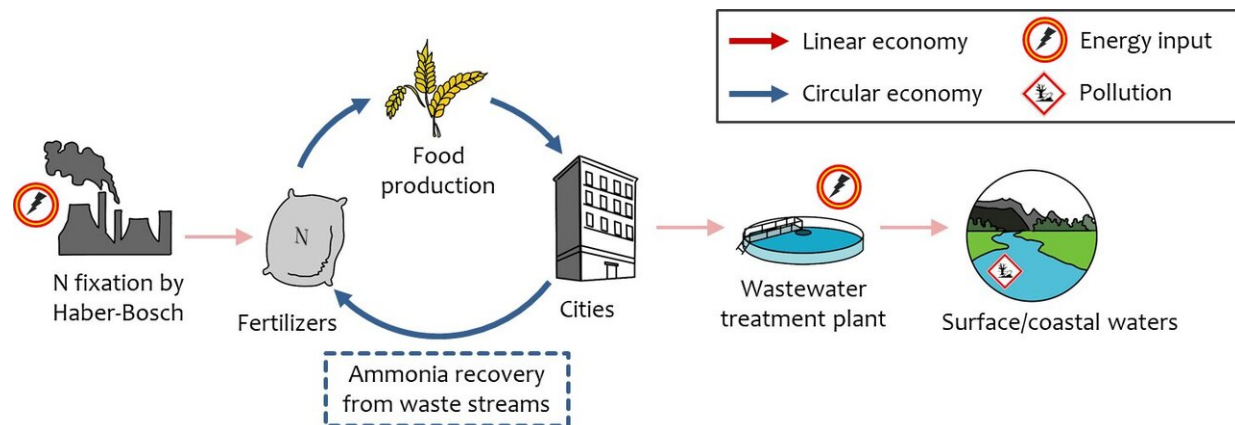 Linear economy
Energy input
Circular economy
Pollution
Food
production
N
N fixation by
Haber-Bosch
Fertilizers
Cities
Wastewater
treatment plant
Surface/coastal waters
Ammonia recovery
from waste streams